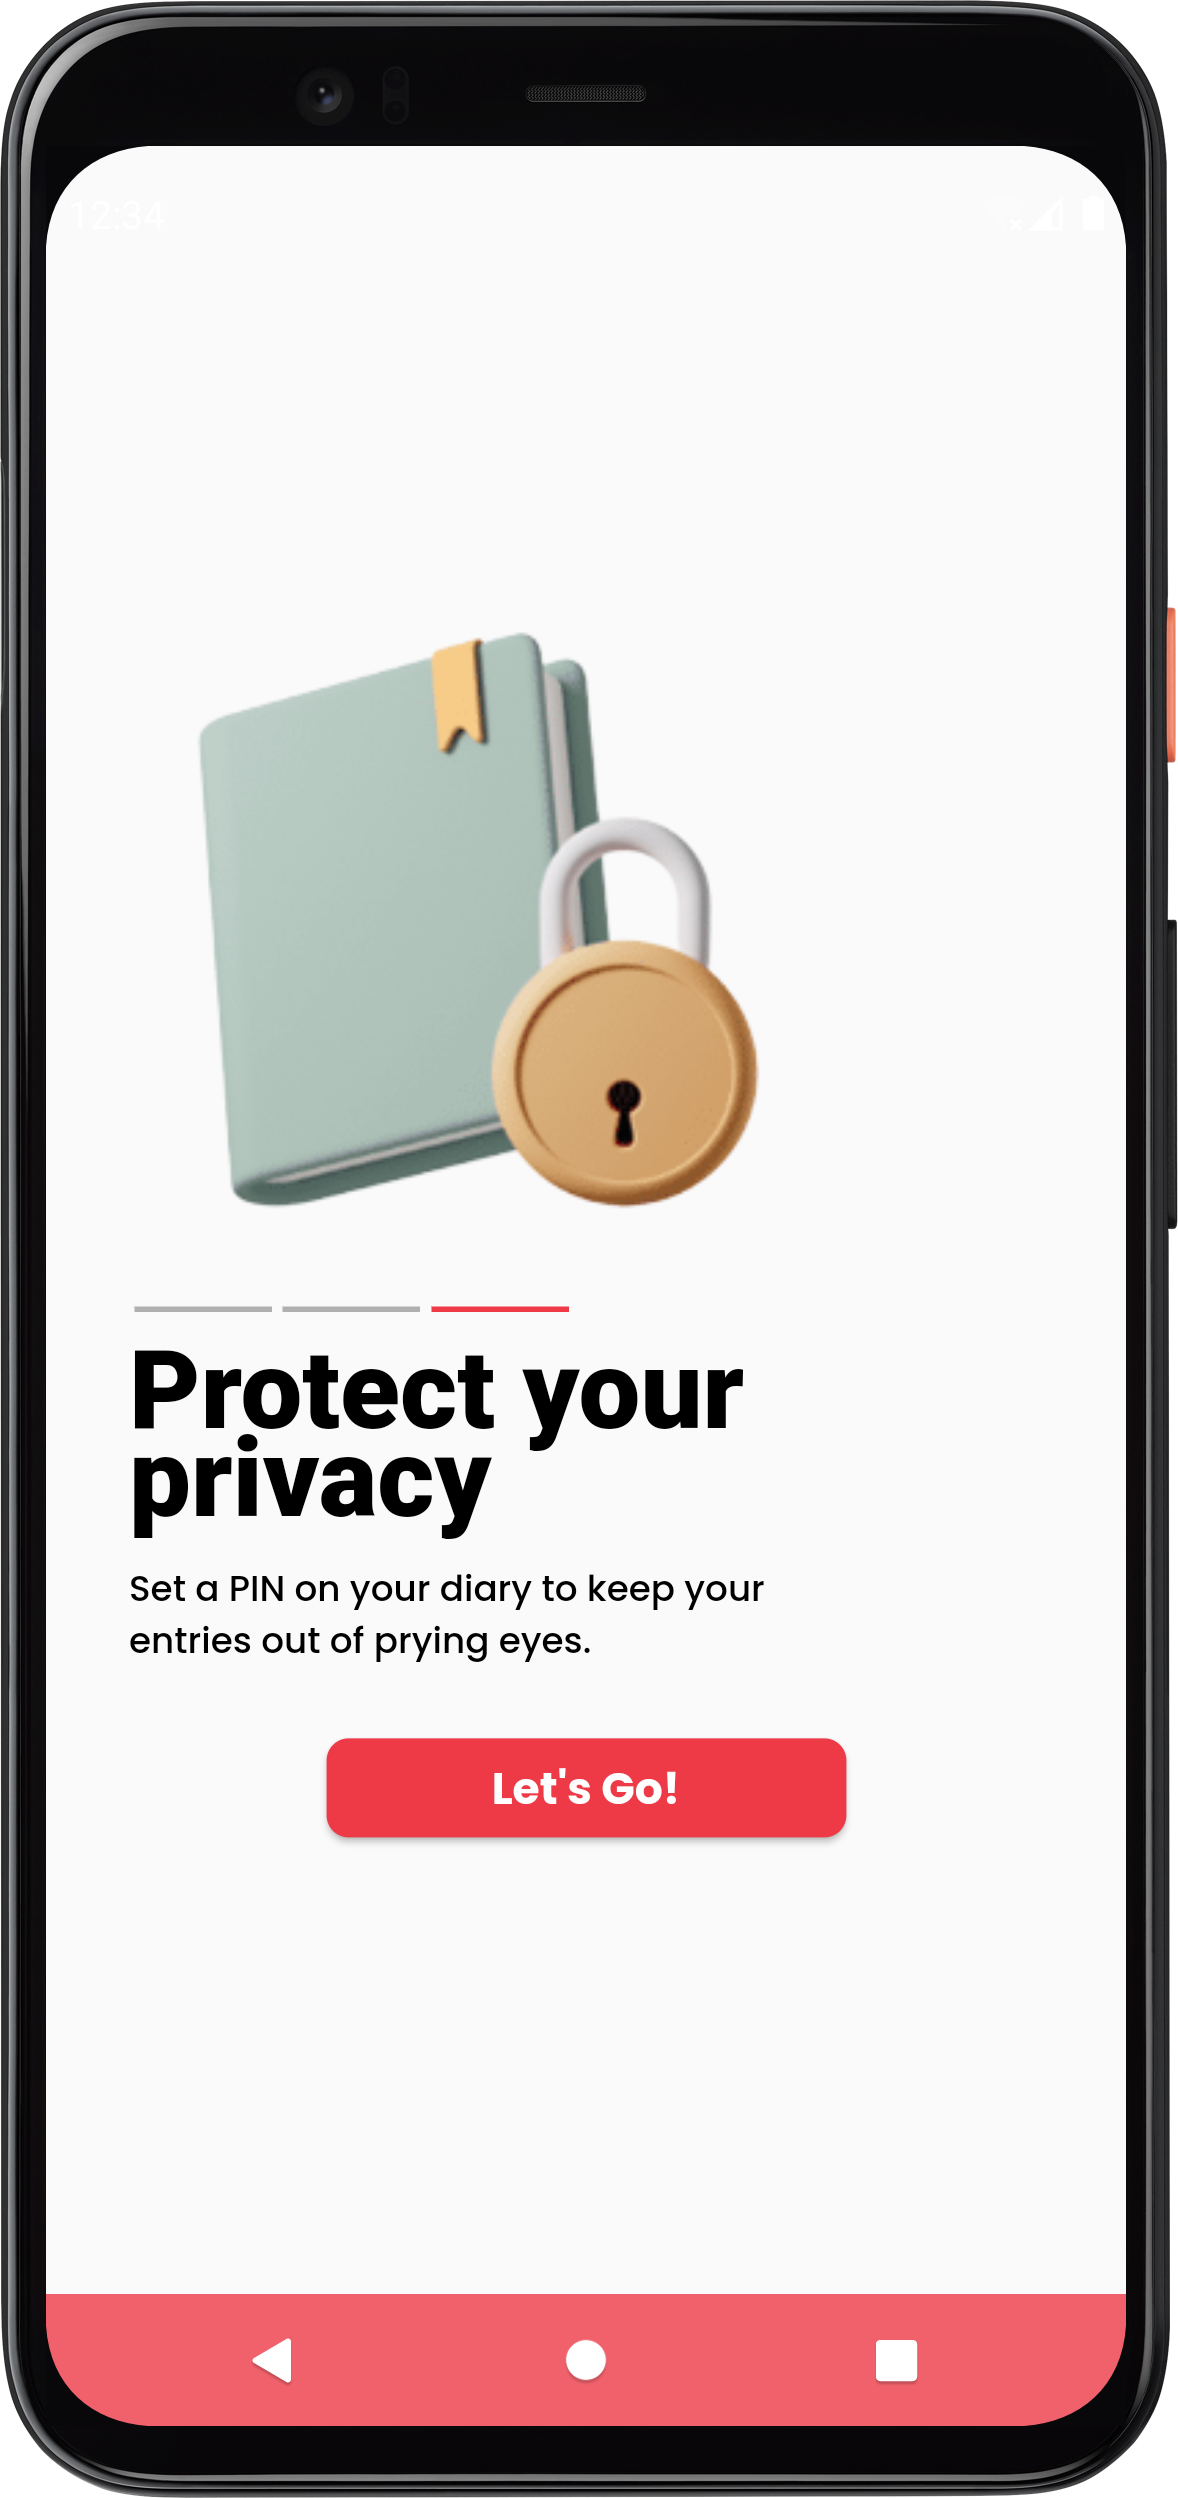 12:34
Protect your
privacy
Set a PIN on your diary to keep your
entries out of prying eyes.
Let's Go!